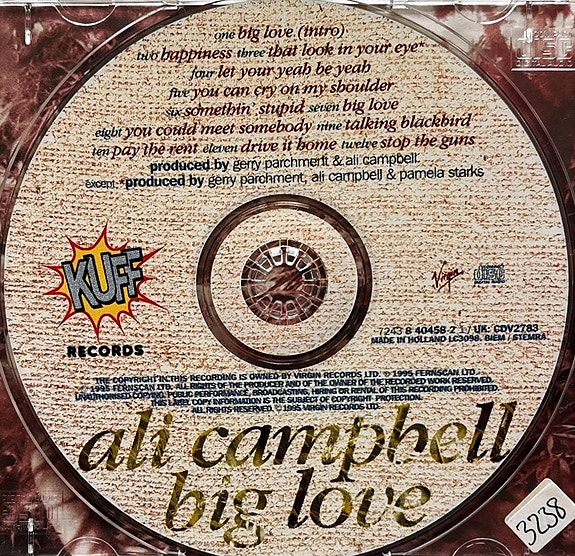 one big love (intro)
two happiness three that look in your eye*
four let your yeah be yeah
five you can cry on my shoulder
six somethin' stupid seven big love
eight you could meet somebody nine talking blackbird
ten pay the rent eleven drive it home twelve stop the guns
produced by gerry parchment & ali campbell
except *produced by gerry parchment, ali campbell & pamela starks
KUFF
RECORDS
Virgin
COMPACT disc DIGITAL AUDIO
7243 8 40458 2 1 / UK: CDV2783
MADE IN HOLLAND LC3098. BIEM / STEMRA
THE COPYRIGHT IN THIS RECORDING IS OWNED BY VIRGIN RECORDS LTD. ℗ 1995 FERNSCAN LTD.
1995 FERNSCAN LTD. ALL RIGHTS OF THE PRODUCER AND OF THE OWNER OF THE RECORDED WORK RESERVED.
UNAUTHORISED COPYING, PUBLIC PERFORMANCE, BROADCASTING, HIRING OR RENTAL OF THIS RECORDING PROHIBITED.
THIS LABEL COPY INFORMATION IS THE SUBJECT OF COPYRIGHT PROTECTION.
ALL RIGHTS RESERVED. © 1995 VIRGIN RECORDS LTD.
ali campbell
big love
3238